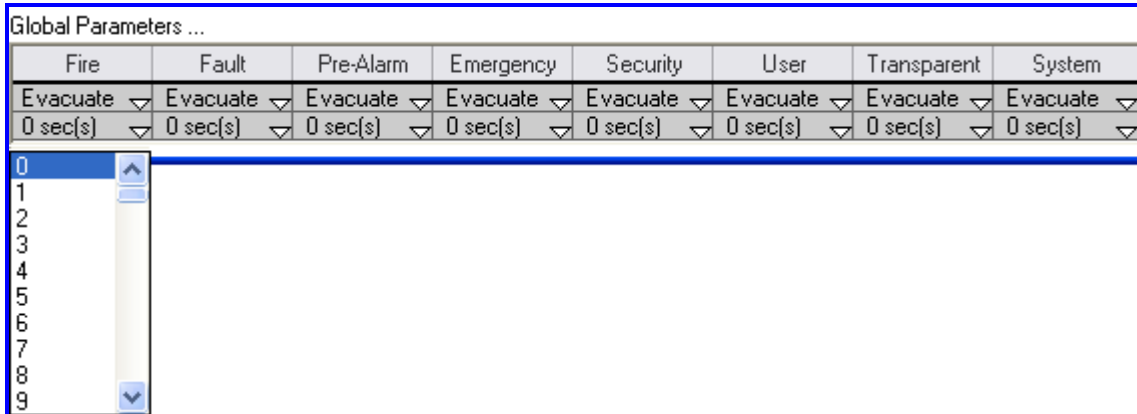 Global Parameters ...
Fire Fault Pre-Alarm Emergency Security User Transparent System
Evacuate Evacuate Evacuate Evacuate Evacuate Evacuate Evacuate Evacuate
0 sec(s) 0 sec(s) 0 sec(s) 0 sec(s) 0 sec(s) 0 sec(s) 0 sec(s) 0 sec(s)
0
1
2
3
4
5
6
7
8
9